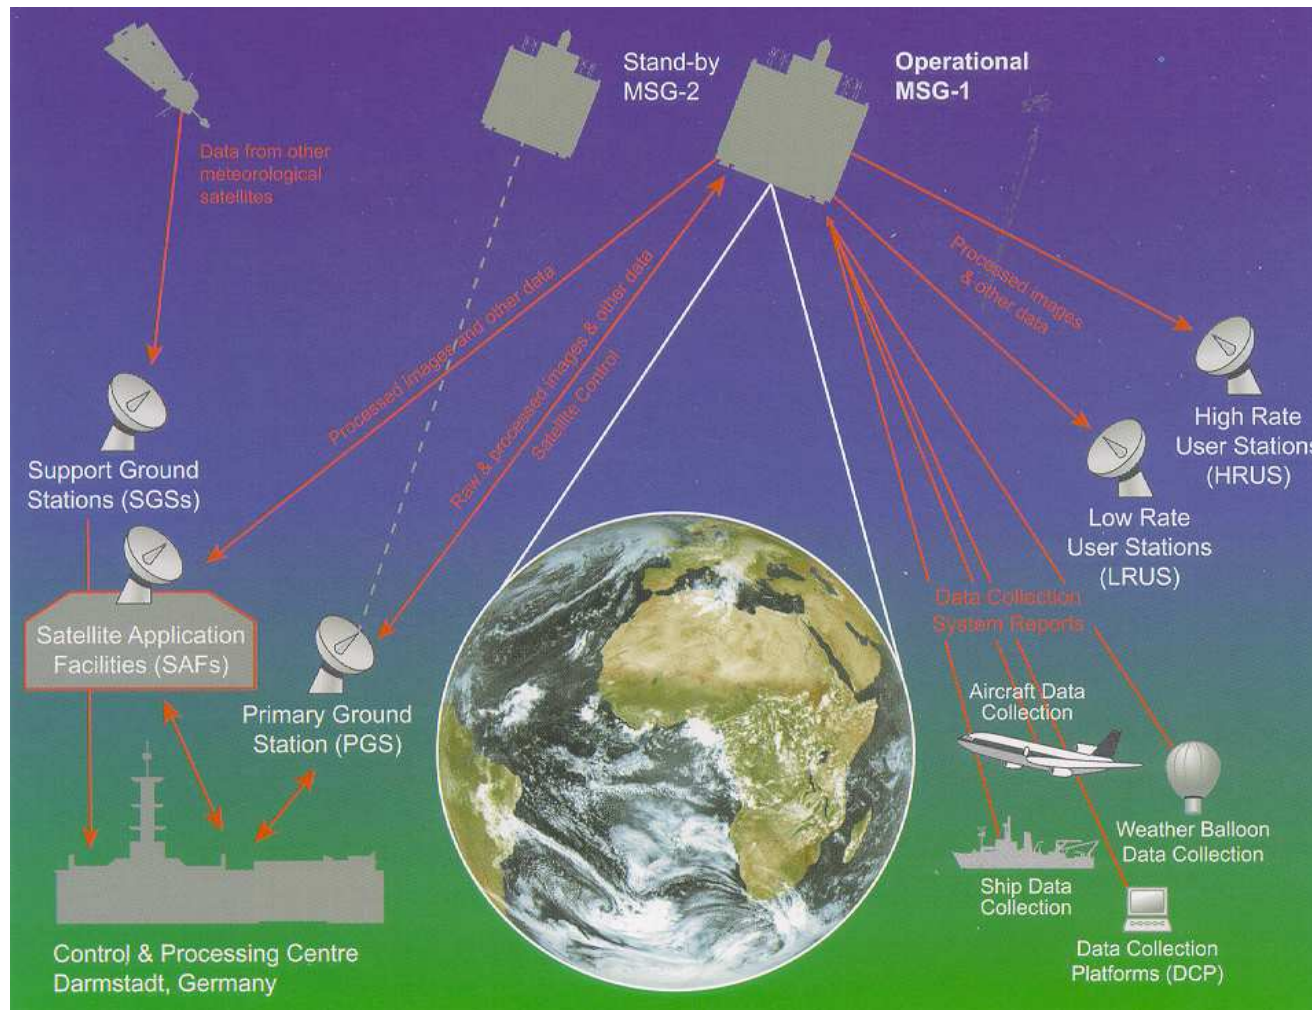 Stand-by
MSG-2
Operational
MSG-1
Data from other
meteorological
satellites
Processed images and other data
Raw & processed images & other data
Satellite Control
Processed images
& other data
Support Ground
Stations (SGSs)
High Rate
User Stations
(HRUS)
Low Rate
User Stations
(LRUS)
Satellite Application
Facilities (SAFs)
Primary Ground
Station (PGS)
Data Collection
System Reports
Aircraft Data
Collection
Weather Balloon
Data Collection
Ship Data
Collection
Data Collection
Platforms (DCP)
Control & Processing Centre
Darmstadt, Germany